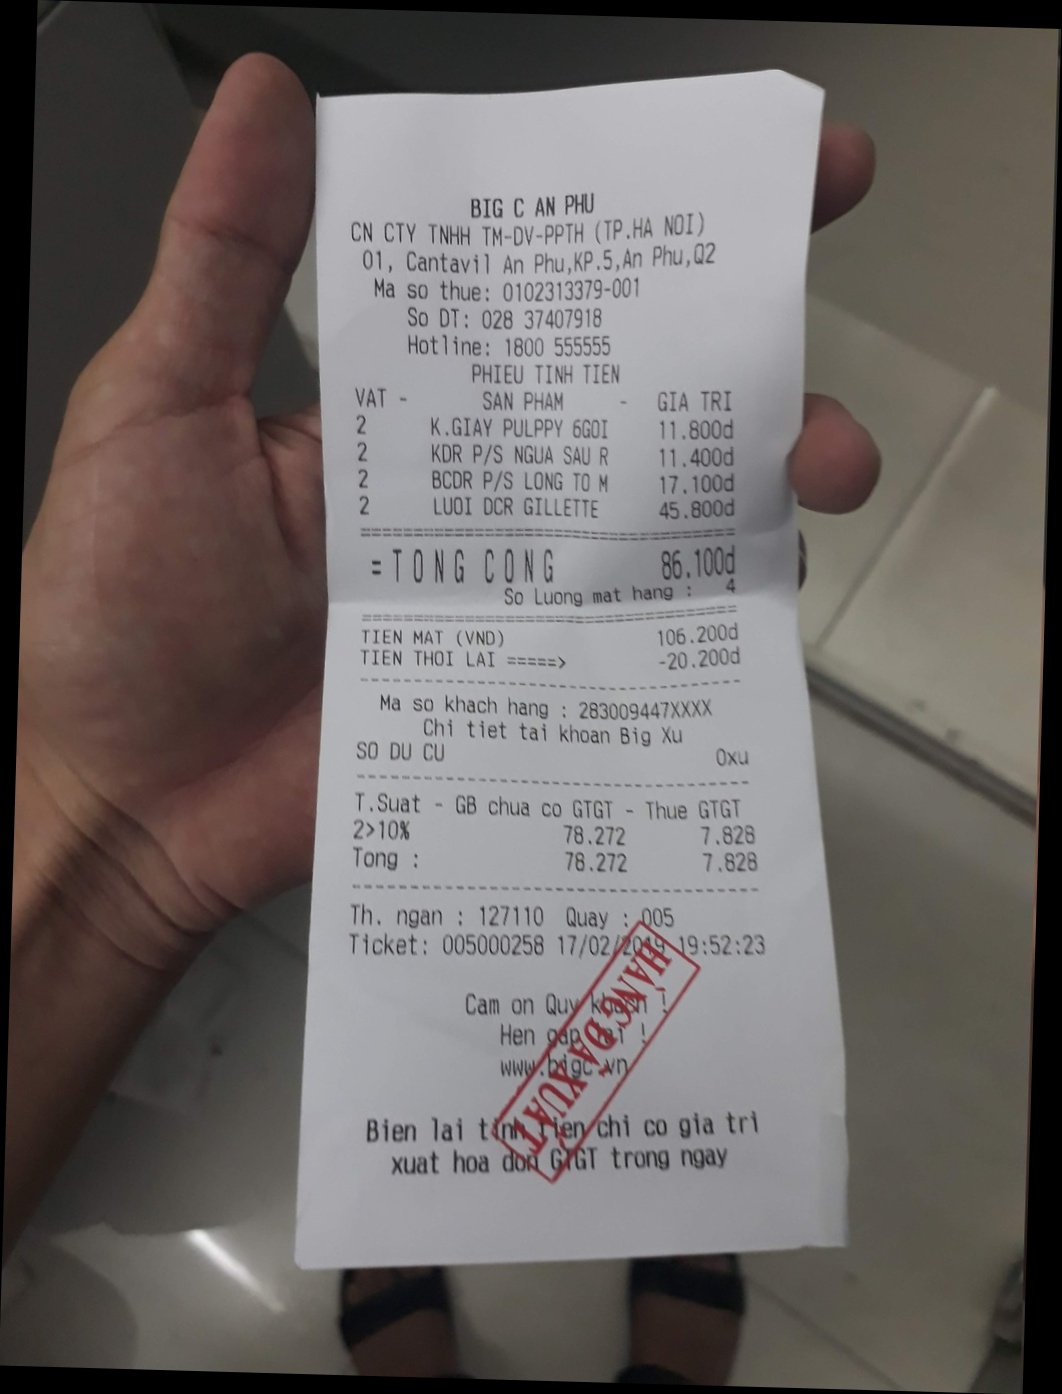 BIG C AN PHU
CN CTY TNHH TM-DV-PPTH (TP.HA NOI)
01, Cantavil An Phu,KP.5,An Phu,Q2
Ma so thue: 0102313379-001
So DT: 028 37407918
Hotline: 1800 555555
PHIEU TINH TIEN
VAT - SAN PHAM - GIA TRI
2 K.GIAY PULPPY 6GOI 11.800d
2 KDR P/S NGUA SAU R 11.400d
2 BCDR P/S LONG TO M 17.100d
2 LUOI DCR GILLETTE 45.800d
=TONG CONG 86.100d
So Luong mat hang : 4
TIEN MAT (VND) 106.200d
TIEN THOI LAI =====> -20.200d
Ma so khach hang : 283009447XXXX
Chi tiet tai khoan Big Xu
SO DU CU 0xu
T.Suat - GB chua co GTGT - Thue GTGT
2>10% 78.272 7.828
Tong : 78.272 7.828
Th. ngan : 127110 Quay : 005
Ticket: 005000258 17/02/2019 19:52:23
Cam on Quy khach !
Hen gap lai !
www.bigc.vn
HÀNG ĐÃ XUẤT
Bien lai tinh tien chi co gia tri
xuat hoa don GTGT trong ngay